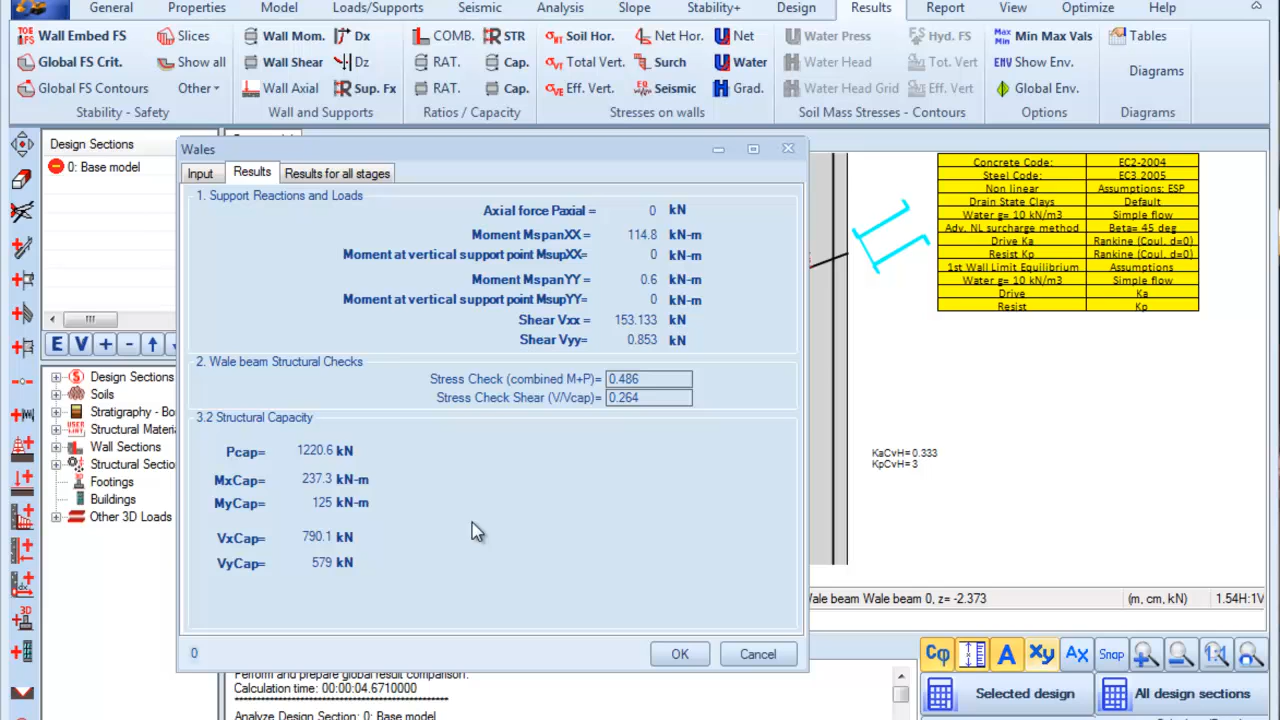 General Properties Model Loads/Supports Seismic Analysis Slope Stability+ Design Results Report View Optimize Help
TOE FS Wall Embed FS Slices Wall Mom. Dx COMB. STR σHT Soil Hor. Net Hor. Net Water Press FS Hyd. FS Max Min Min Max Vals Tables
Global FS Crit. Show all Wall Shear Dz RAT. Cap. σVT Total Vert. Surch Water Water Head Tot. Vert ENV Show Env. Diagrams
Global FS Contours Other Wall Axial Sup. Fx RAT. Cap. σV' Eff. Vert. EQ Seismic Grad. Water Head Grid Eff. Vert Global Env.
Stability - Safety Wall and Supports Ratios / Capacity Stresses on walls Soil Mass Stresses - Contours Options Diagrams
Design Sections
0: Base model
E V + -
Design Sections
Soils
Stratigraphy - Bo
USER LIST Structural Materi
Wall Sections
Structural Sectio
Footings
Buildings
Other 3D Loads
3D
Wales
Input Results Results for all stages
1. Support Reactions and Loads
Axial force Paxial = 0 kN
Moment MspanXX = 114.8 kN-m
Moment at vertical support point MsupXX= 0 kN-m
Moment MspanYY = 0.6 kN-m
Moment at vertical support point MsupYY= 0 kN-m
Shear Vxx = 153.133 kN
Shear Vyy= 0.853 kN
2. Wale beam Structural Checks
Stress Check (combined M+P)= 0.486
Stress Check Shear (V/Vcap)= 0.264
3.2 Structural Capacity
Pcap= 1220.6 kN
MxCap= 237.3 kN-m
MyCap= 125 kN-m
VxCap= 790.1 kN
VyCap= 579 kN
0 OK Cancel
Concrete Code: EC2-2004
Steel Code: EC3 2005
Non linear Assumptions: ESP
Drain State Clays Default
Water g= 10 kN/m3 Simple flow
Adv. NL surcharge method Beta= 45 deg
Drive Ka Rankine (Coul. d=0)
Resist Kp Rankine (Coul. d=0)
1st Wall Limit Equilibrium Assumptions
Water g= 10 kN/m3 Simple flow
Drive Ka
Resist Kp
KaCvH= 0.333
KpCvH= 3
Wale beam Wale beam 0, z= -2.373 (m, cm, kN) 1.54H:1V
Perform and prepare global result comparison.
Calculation time: 00:00:04.6710000
Analyze Design Section: 0: Base model
Cφ A Xy Ax Snap
Selected design All design sections